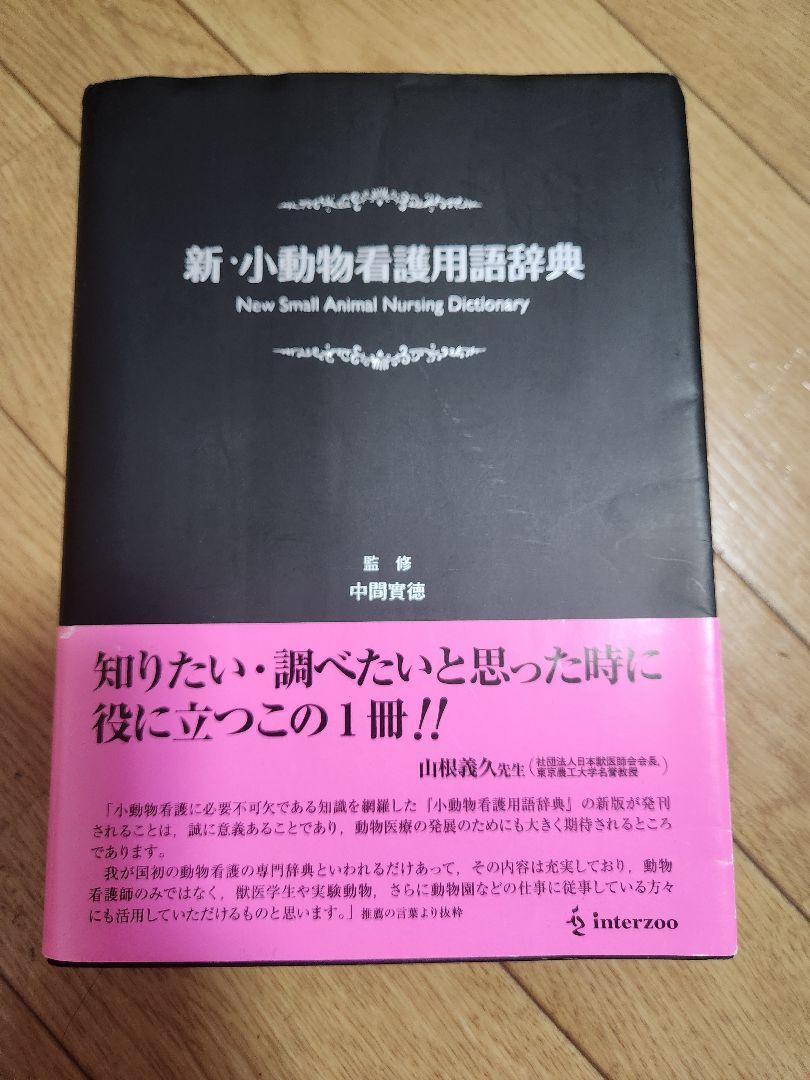 新・小動物看護用語辞典
New Small Animal Nursing Dictionary
監 修
中間實徳
知りたい・調べたいと思った時に
役に立つこの1冊!!
山根義久先生(社団法人日本獣医師会会長,
東京農工大学名誉教授)
「小動物看護に必要不可欠である知識を網羅した『小動物看護用語辞典』の新版が発刊
されることは，誠に意義あることであり，動物医療の発展のためにも大きく期待されるところ
であります。
我が国初の動物看護の専門辞典といわれるだけあって，その内容は充実しており，動物
看護師のみではなく，獣医学生や実験動物，さらに動物園などの仕事に従事している方々
にも活用していただけるものと思います。」推薦の言葉より抜粋
interzoo